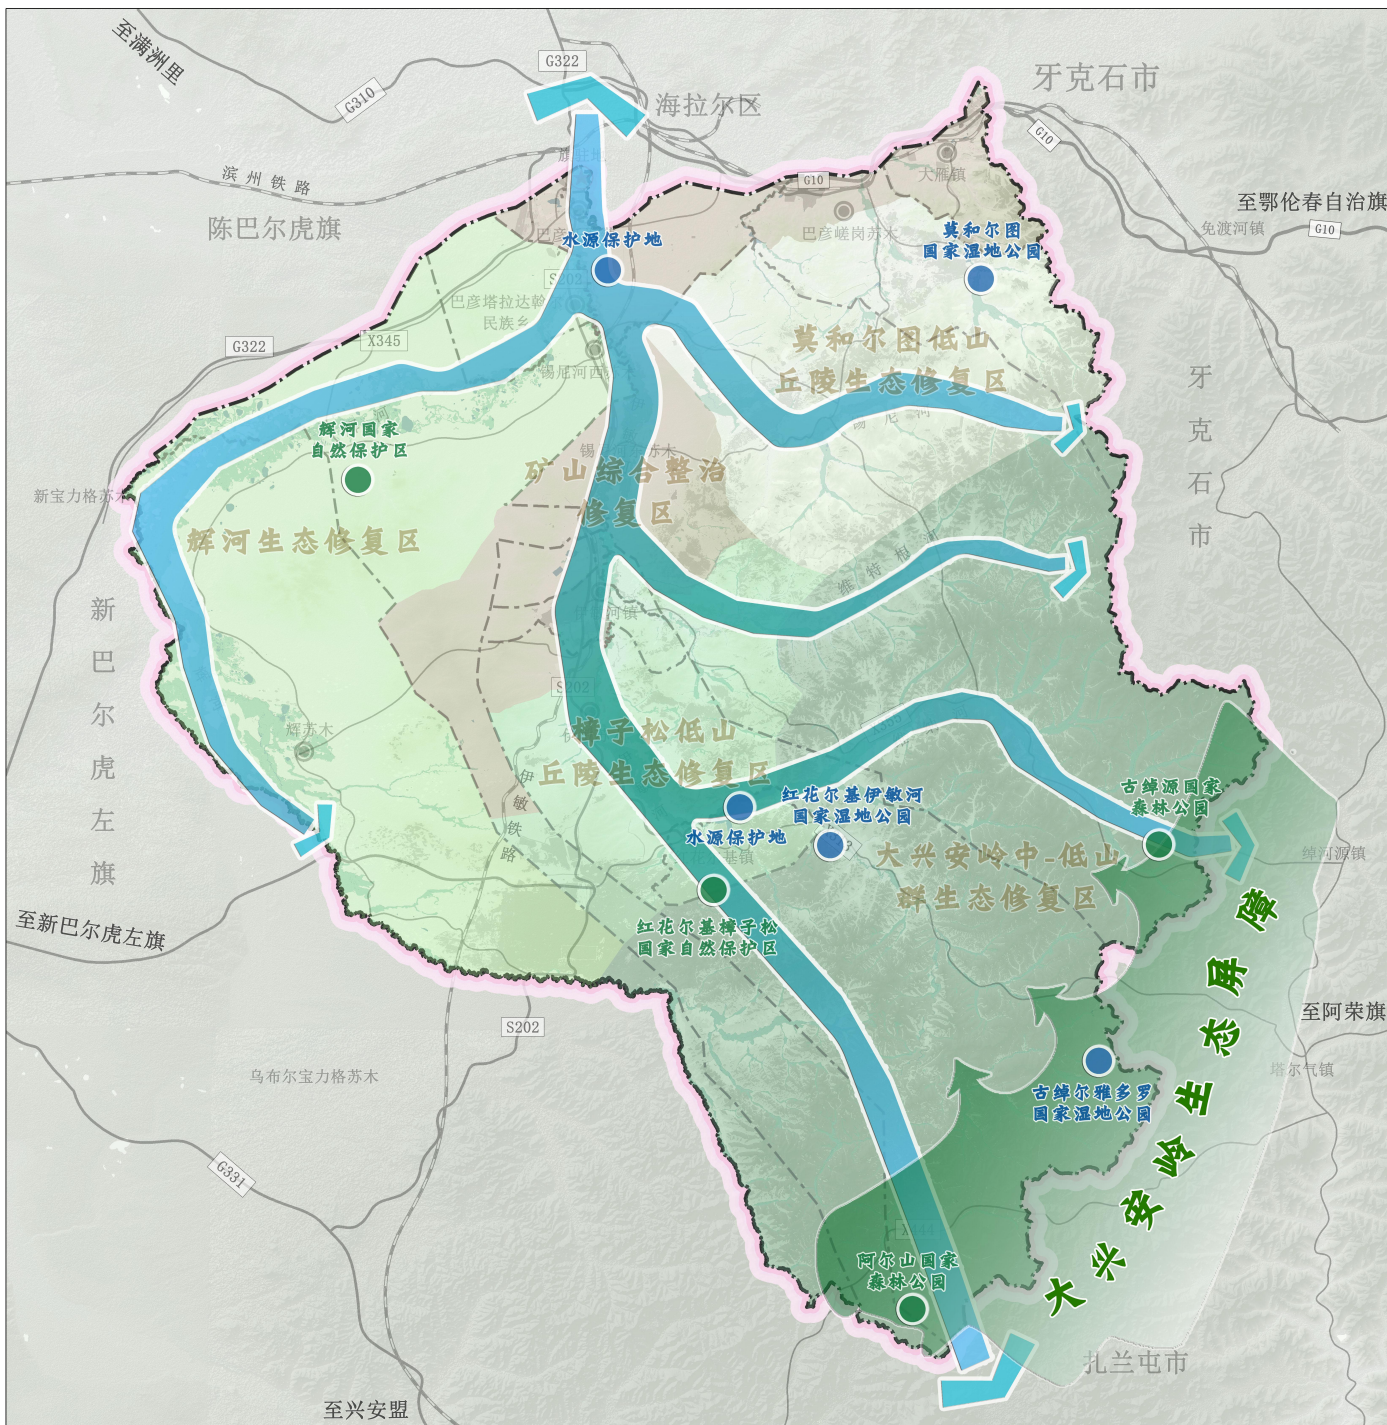 至满洲里
G322
牙克石市
G310
海拉尔区
G10
滨州铁路
G10
大雁镇
至鄂伦春自治旗
陈巴尔虎旗
免渡河镇
G10
巴彦嵯岗苏木
莫和尔图
国家湿地公园
水源保护地
S202
巴彦塔拉达斡
民族乡
X345
G322
莫和尔图低山
丘陵生态修复区
锡尼河西
牙克石市
辉河国家
自然保护区
矿山综合整治
修复区
新宝力格苏木
辉河生态修复区
维特根河
伊敏河镇
新巴尔虎左旗
S202
辉苏木
樟子松低山
丘陵生态修复区
伊敏铁路
红花尔基伊敏河
国家湿地公园
古绰源国家
森林公园
水源保护地
绰河源镇
大兴安岭中-低山
群生态修复区
红花尔基樟子松
国家自然保护区
至新巴尔虎左旗
大兴安岭生态屏障
至阿荣旗
S202
塔尔气镇
乌布尔宝力格苏木
古绰尔雅多罗
国家湿地公园
G331
X144
阿尔山国家
森林公园
扎兰屯市
至兴安盟